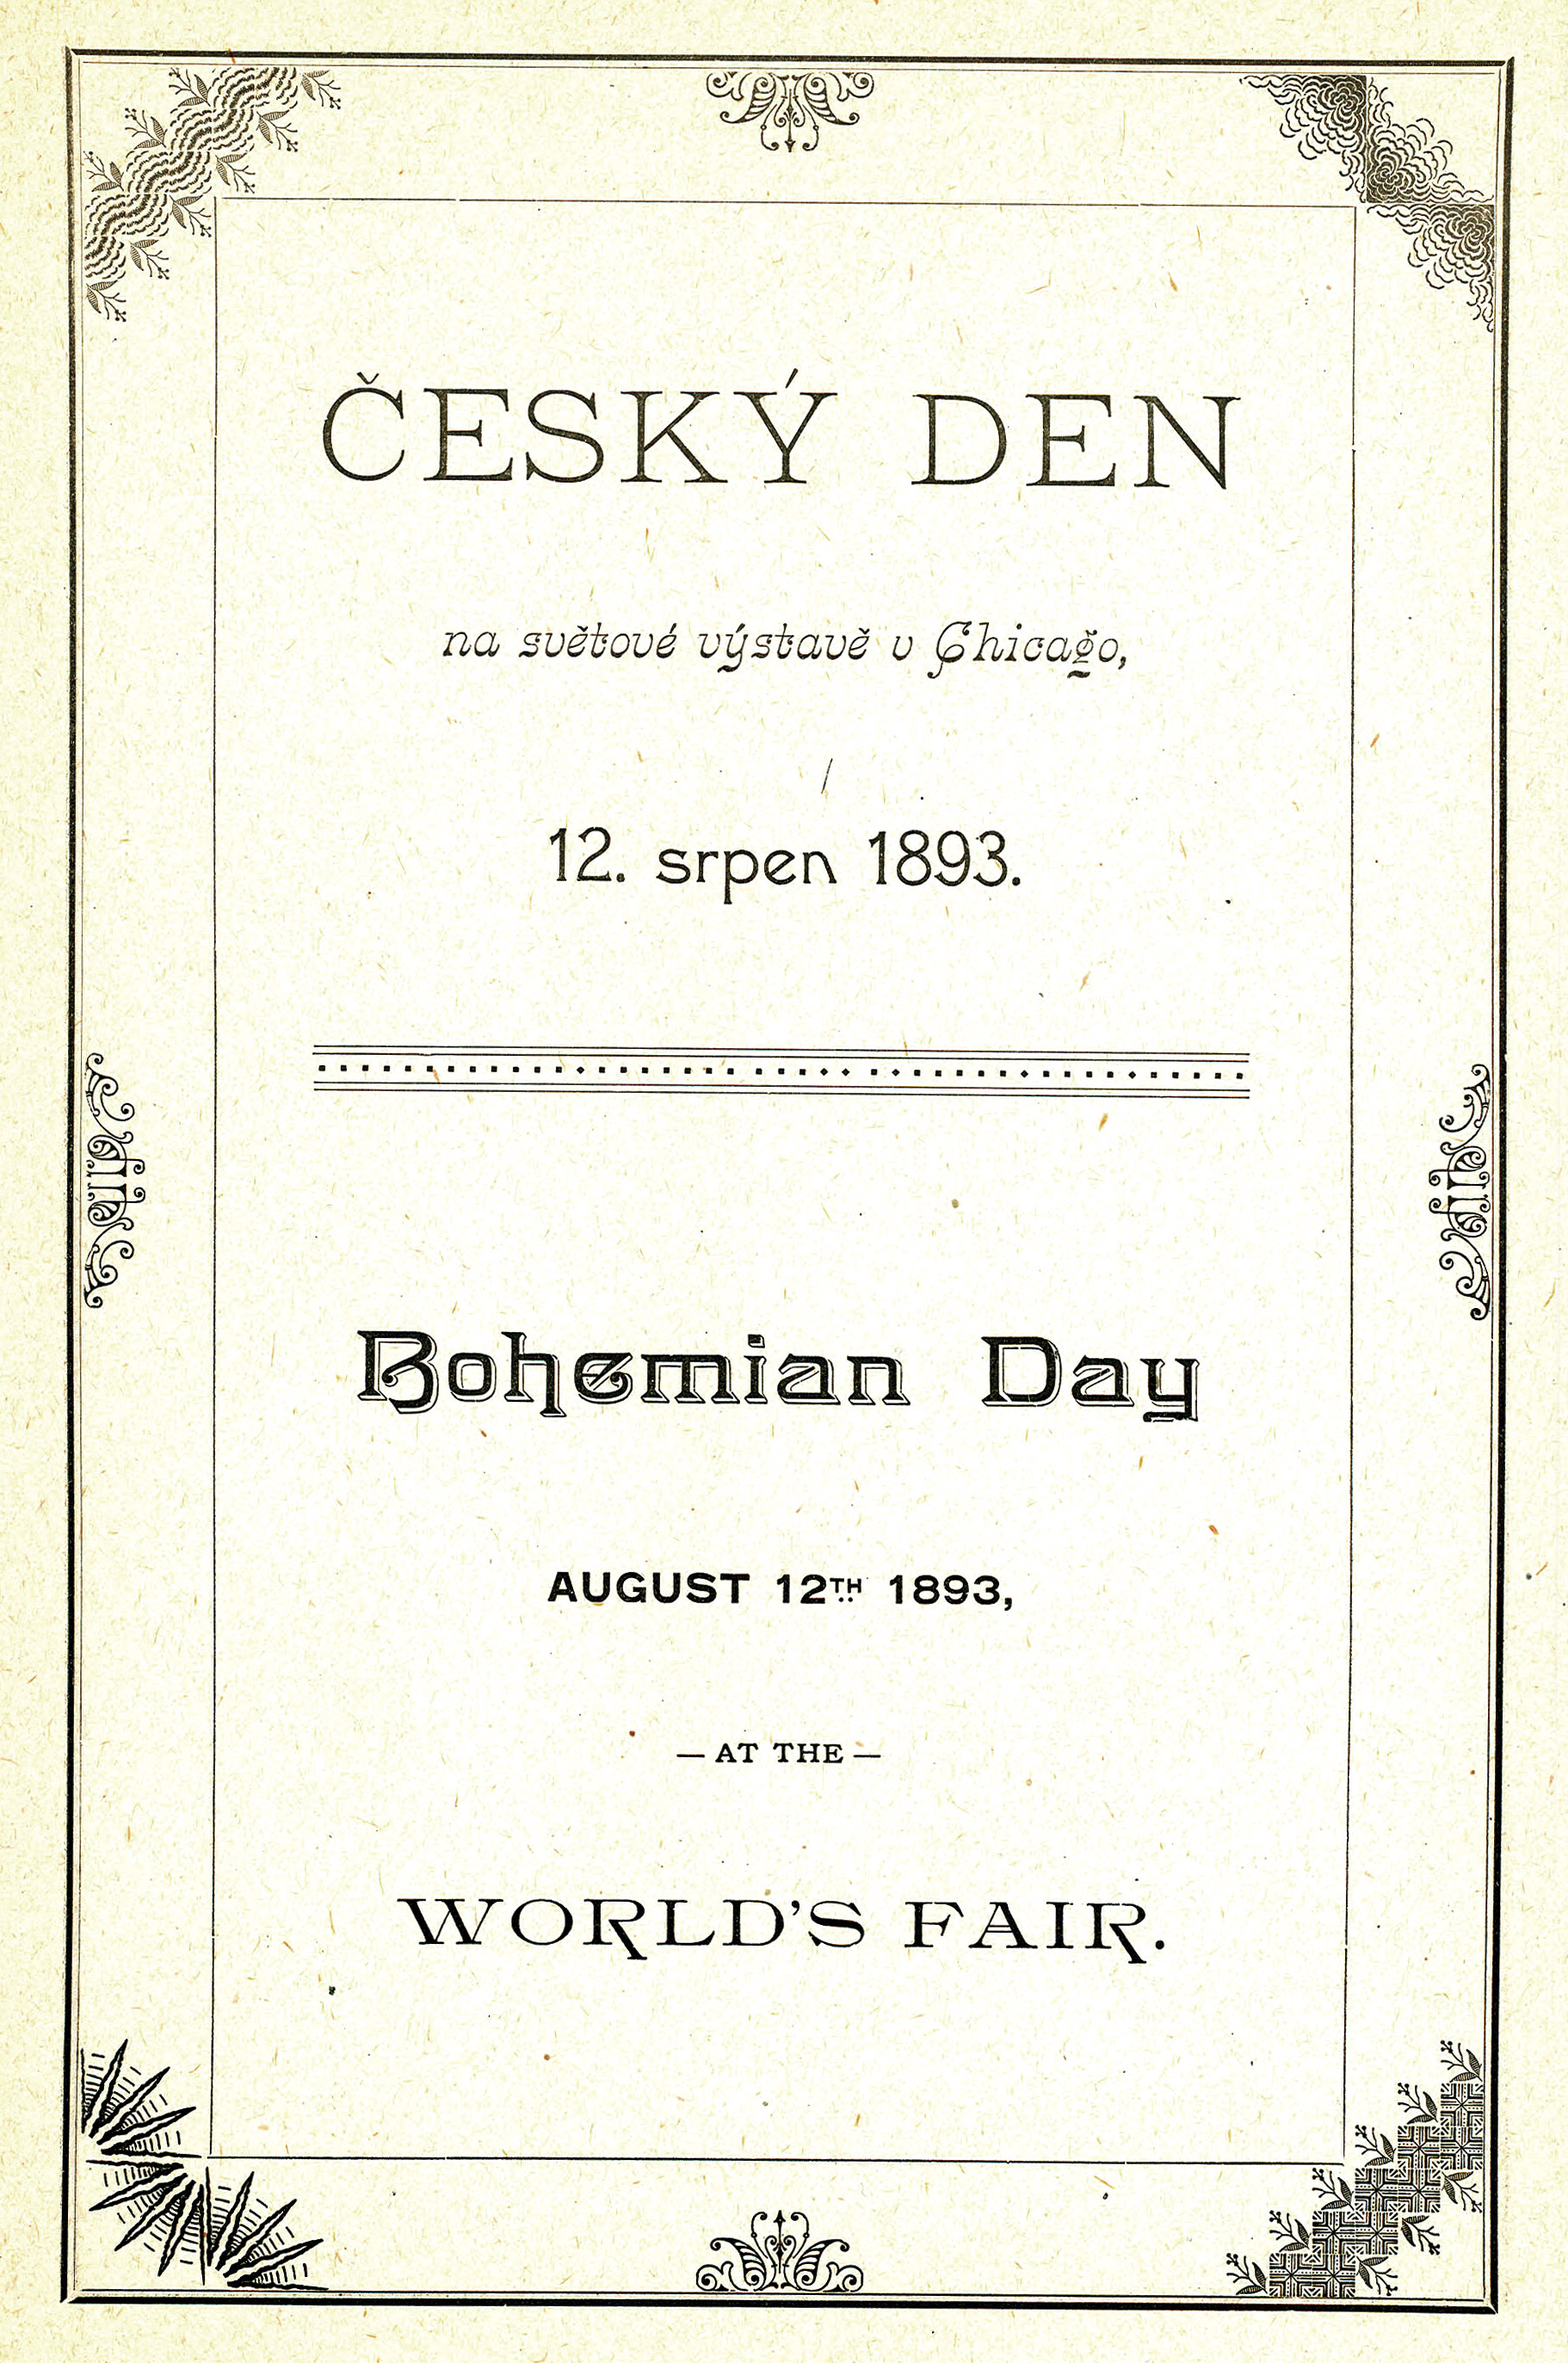 ČESKÝ DEN
na světové výstavě v Chicago,
12. srpen 1893.
Bohemian Day
AUGUST 12TH 1893,
— AT THE —
WORLD'S FAIR.